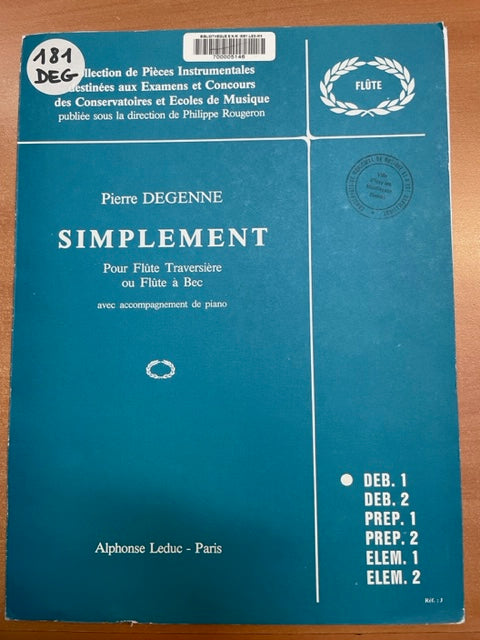 181
DEG
700005146
Collection de Pièces Instrumentales
destinées aux Examens et Concours
des Conservatoires et Ecoles de Musique
publiée sous la direction de Philippe Rougeron
FLÛTE
Pierre DEGENNE
SIMPLEMENT
Pour Flûte Traversière
ou Flûte à Bec
avec accompagnement de piano
DEB. 1
DEB. 2
PREP. 1
PREP. 2
ELEM. 1
ELEM. 2
Alphonse Leduc - Paris
Réf. : J